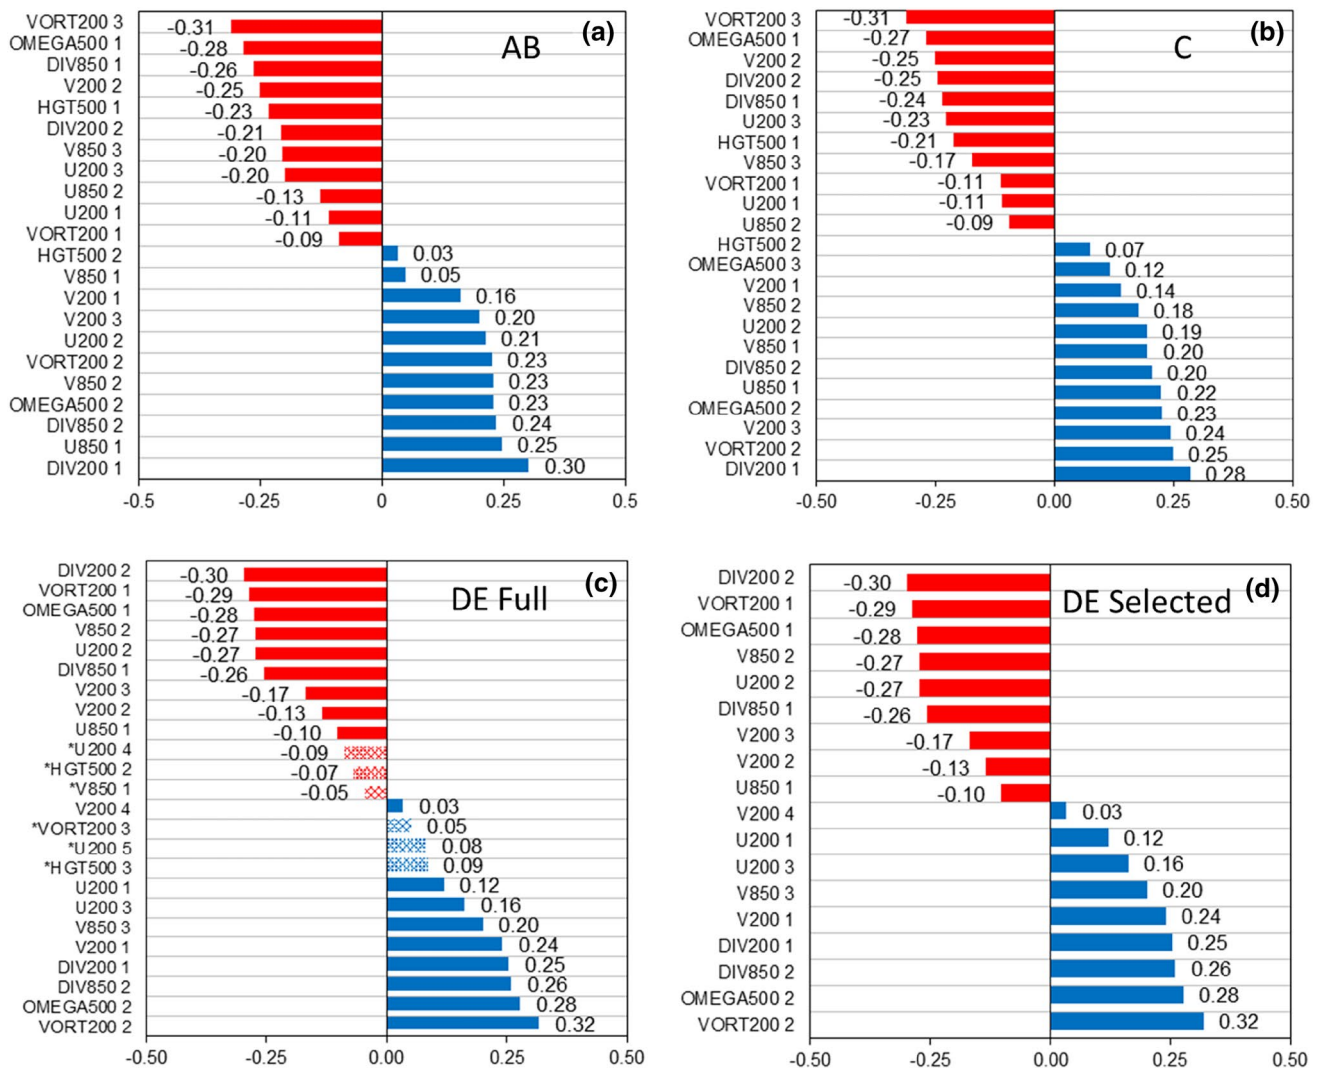 (a)
AB
VORT200 3 -0.31
OMEGA500 1 -0.28
DIV850 1 -0.26
V200 2 -0.25
HGT500 1 -0.23
DIV200 2 -0.21
V850 3 -0.20
U200 3 -0.20
U850 2 -0.13
U200 1 -0.11
VORT200 1 -0.09
HGT500 2 0.03
V850 1 0.05
V200 1 0.16
V200 3 0.20
U200 2 0.21
VORT200 2 0.23
V850 2 0.23
OMEGA500 2 0.23
DIV850 2 0.24
U850 1 0.25
DIV200 1 0.30
-0.5 -0.25 0 0.25 0.5
(b)
C
VORT200 3 -0.31
OMEGA500 1 -0.27
V200 2 -0.25
DIV200 2 -0.25
DIV850 1 -0.24
U200 3 -0.23
HGT500 1 -0.21
V850 3 -0.17
VORT200 1 -0.11
U200 1 -0.11
U850 2 -0.09
HGT500 2 0.07
OMEGA500 3 0.12
V200 1 0.14
V850 2 0.18
U200 2 0.19
V850 1 0.20
DIV850 2 0.20
U850 1 0.22
OMEGA500 2 0.23
V200 3 0.24
VORT200 2 0.25
DIV200 1 0.28
-0.50 -0.25 0.00 0.25 0.50
(c)
DE Full
DIV200 2 -0.30
VORT200 1 -0.29
OMEGA500 1 -0.28
V850 2 -0.27
U200 2 -0.27
DIV850 1 -0.26
V200 3 -0.17
V200 2 -0.13
U850 1 -0.10
*U200 4 -0.09
*HGT500 2 -0.07
*V850 1 -0.05
V200 4 0.03
*VORT200 3 0.05
*U200 5 0.08
*HGT500 3 0.09
U200 1 0.12
U200 3 0.16
V850 3 0.20
V200 1 0.24
DIV200 1 0.25
DIV850 2 0.26
OMEGA500 2 0.28
VORT200 2 0.32
-0.50 -0.25 0.00 0.25 0.50
(d)
DE Selected
DIV200 2 -0.30
VORT200 1 -0.29
OMEGA500 1 -0.28
V850 2 -0.27
U200 2 -0.27
DIV850 1 -0.26
V200 3 -0.17
V200 2 -0.13
U850 1 -0.10
V200 4 0.03
U200 1 0.12
U200 3 0.16
V850 3 0.20
V200 1 0.24
DIV200 1 0.25
DIV850 2 0.26
OMEGA500 2 0.28
VORT200 2 0.32
-0.50 -0.25 0.00 0.25 0.50